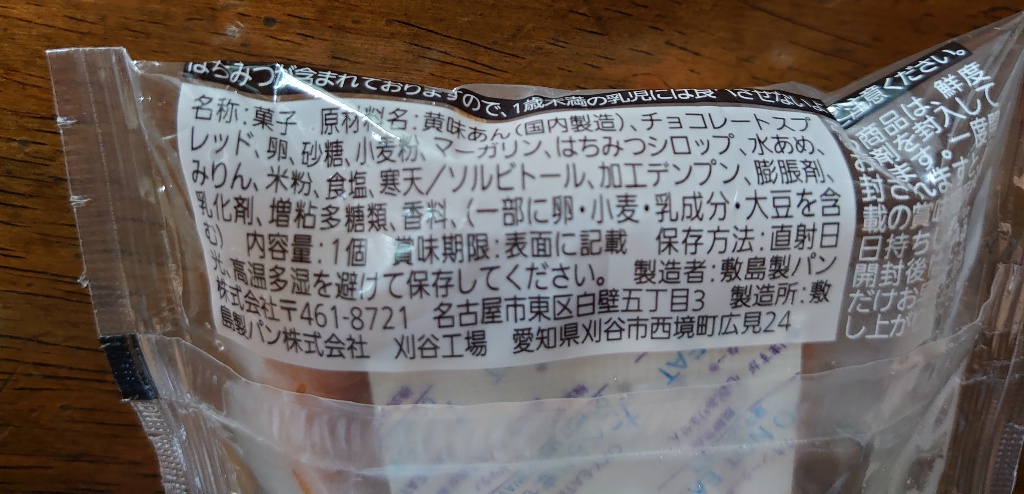 はちみつが含まれておりますので、1歳未満の乳児には
名称:菓子 原材料名:黄味あん(国内製造)、チョコレートスプ
レッド、卵、砂糖、小麦粉、マーガリン、はちみつシロップ、水あめ、
みりん、米粉、食塩、寒天/ソルビトール、加工デンプン、膨脹剤、
乳化剤、増粘多糖類、香料、(一部に卵・小麦・乳成分・大豆を含
む) 内容量:1個 賞味期限:表面に記載 保存方法:直射日
光、高温多湿を避けて保存してください。 製造者:敷島製パン
株式会社〒461-8721 名古屋市東区白壁五丁目3 製造所:敷
島製パン株式会社 刈谷工場 愛知県刈谷市西境町広見24
ください。